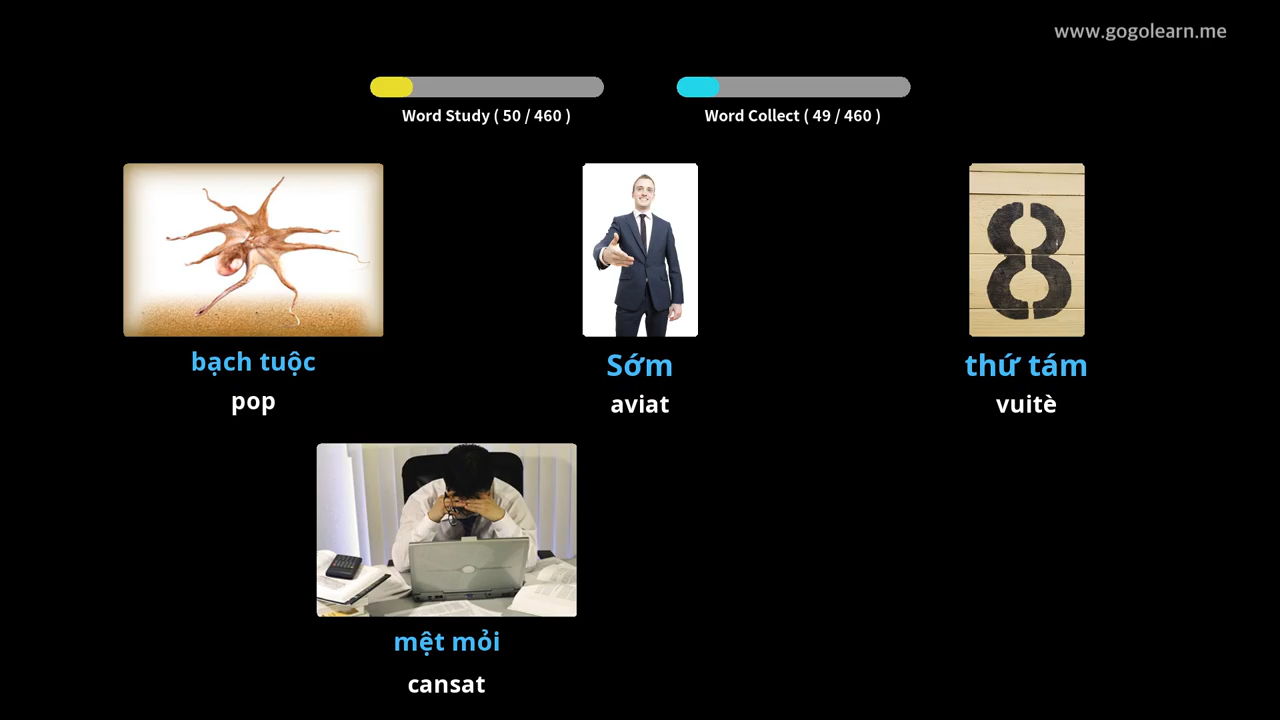 www.gogolearn.me
Word Study ( 50 / 460 )
Word Collect ( 49 / 460 )
8
bạch tuộc
pop
Sớm
aviat
thứ tám
vuitè
mệt mỏi
cansat